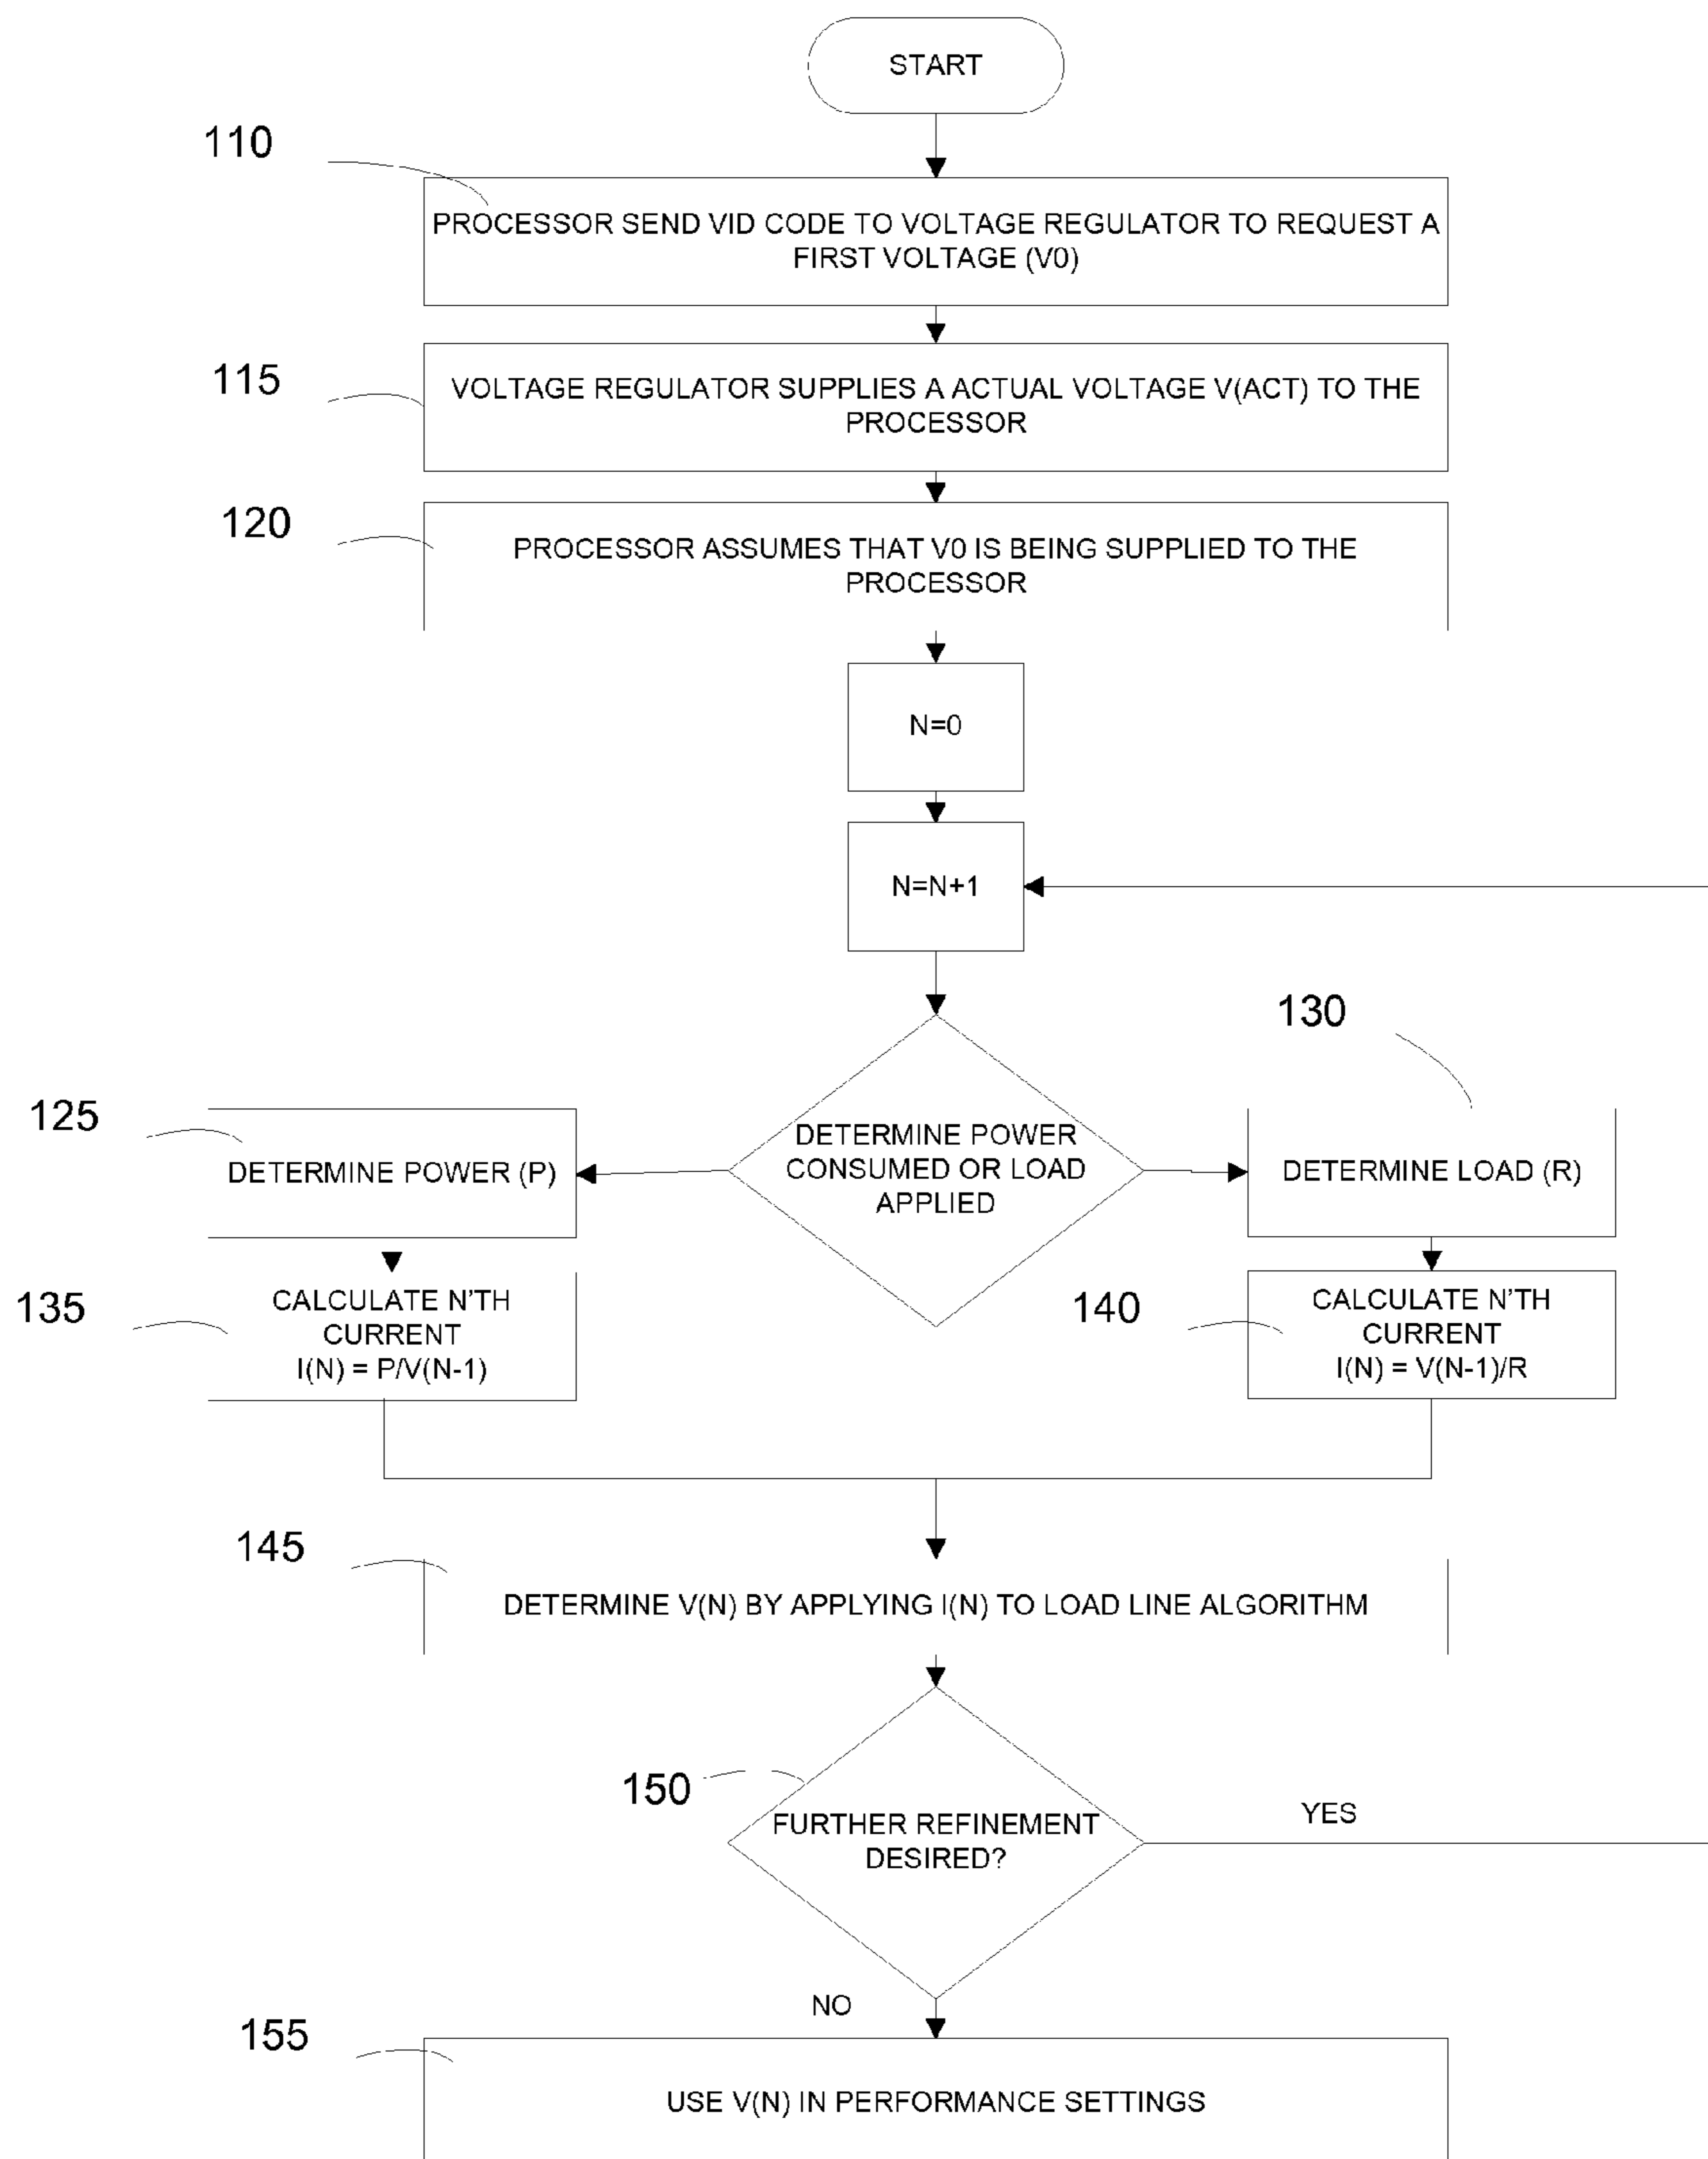 START
110
PROCESSOR SEND VID CODE TO VOLTAGE REGULATOR TO REQUEST A
FIRST VOLTAGE (V0)
115
VOLTAGE REGULATOR SUPPLIES A ACTUAL VOLTAGE V(ACT) TO THE
PROCESSOR
120
PROCESSOR ASSUMES THAT V0 IS BEING SUPPLIED TO THE
PROCESSOR
N=0
N=N+1
130
125
DETERMINE POWER
CONSUMED OR LOAD
APPLIED
DETERMINE POWER (P)
DETERMINE LOAD (R)
135
CALCULATE N'TH
CURRENT
I(N) = P/V(N-1)
140
CALCULATE N'TH
CURRENT
I(N) = V(N-1)/R
145
DETERMINE V(N) BY APPLYING I(N) TO LOAD LINE ALGORITHM
150
FURTHER REFINEMENT
DESIRED?
YES
NO
155
USE V(N) IN PERFORMANCE SETTINGS